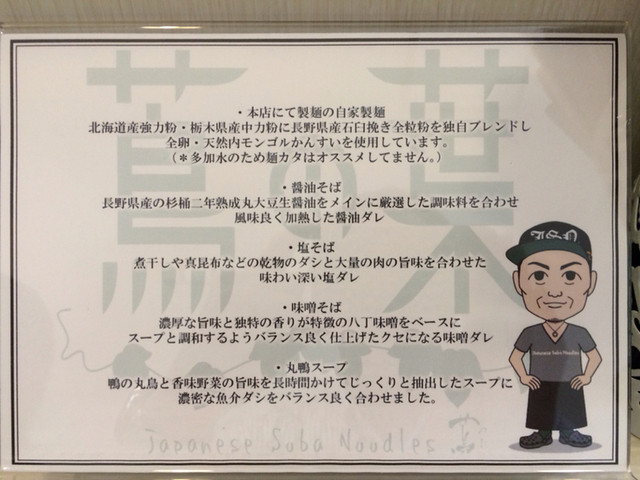 ・本店にて製麺の自家製麺
北海道産強力粉・栃木県産中力粉に長野県産石臼挽き全粒粉を独自ブレンドし
全卵・天然内モンゴルかんすいを使用しています。
(＊多加水のため麺カタはオススメしてません。)
・醤油そば
長野県産の杉桶二年熟成丸大豆生醤油をメインに厳選した調味料を合わせ
風味良く加熱した醤油ダレ
・塩そば
煮干しや真昆布などの乾物のダシと大量の肉の旨味を合わせた
味わい深い塩ダレ
・味噌そば
濃厚な旨味と独特の香りが特徴の八丁味噌をベースに
スープと調和するようバランス良く仕上げたクセになる味噌ダレ
・丸鴨スープ
鴨の丸鳥と香味野菜の旨味を長時間かけてじっくりと抽出したスープに
濃密な魚介ダシをバランス良く合わせました。
蔦の葉
Japanese Soba Noodles 蔦
Japanese Soba Noodles